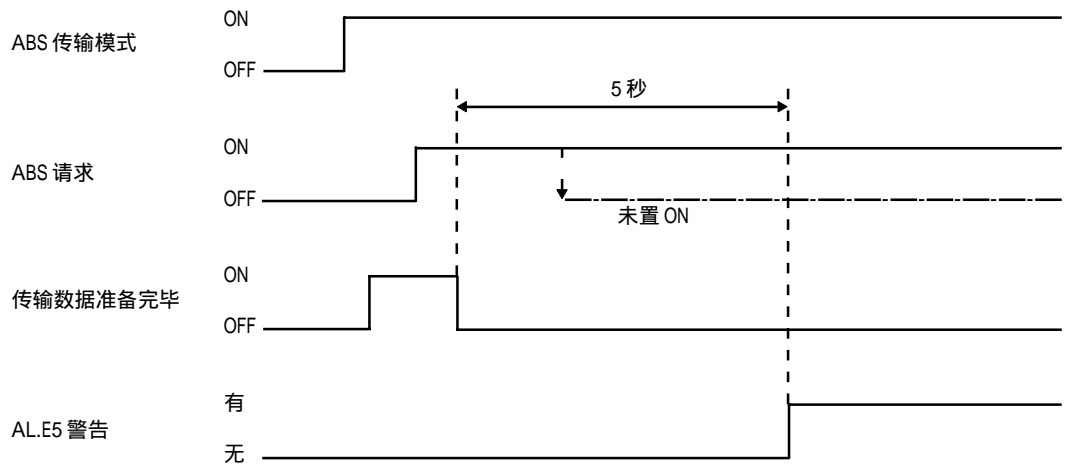 ON
ABS 传输模式
OFF
5 秒
ON
ABS 请求
OFF
未置 ON
ON
传输数据准备完毕
OFF
有
AL.E5 警告
无